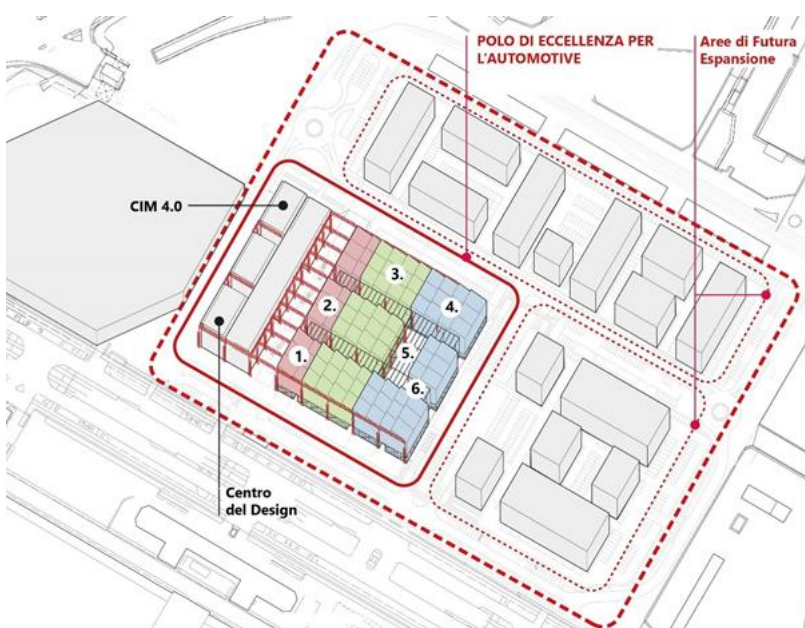 POLO DI ECCELLENZA PER
L'AUTOMOTIVE
Aree di Futura
Espansione
CIM 4.0
3.
4.
2.
5.
1.
6.
Centro
del Design